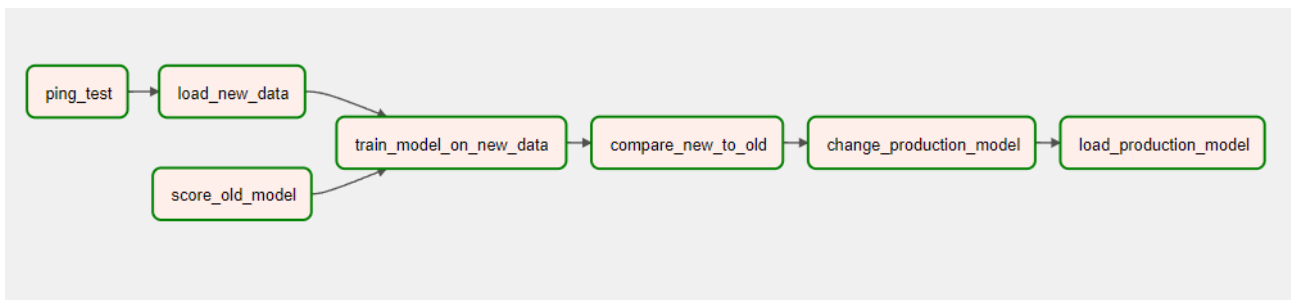 ping_test
load_new_data
train_model_on_new_data
compare_new_to_old
change_production_model
load_production_model
score_old_model